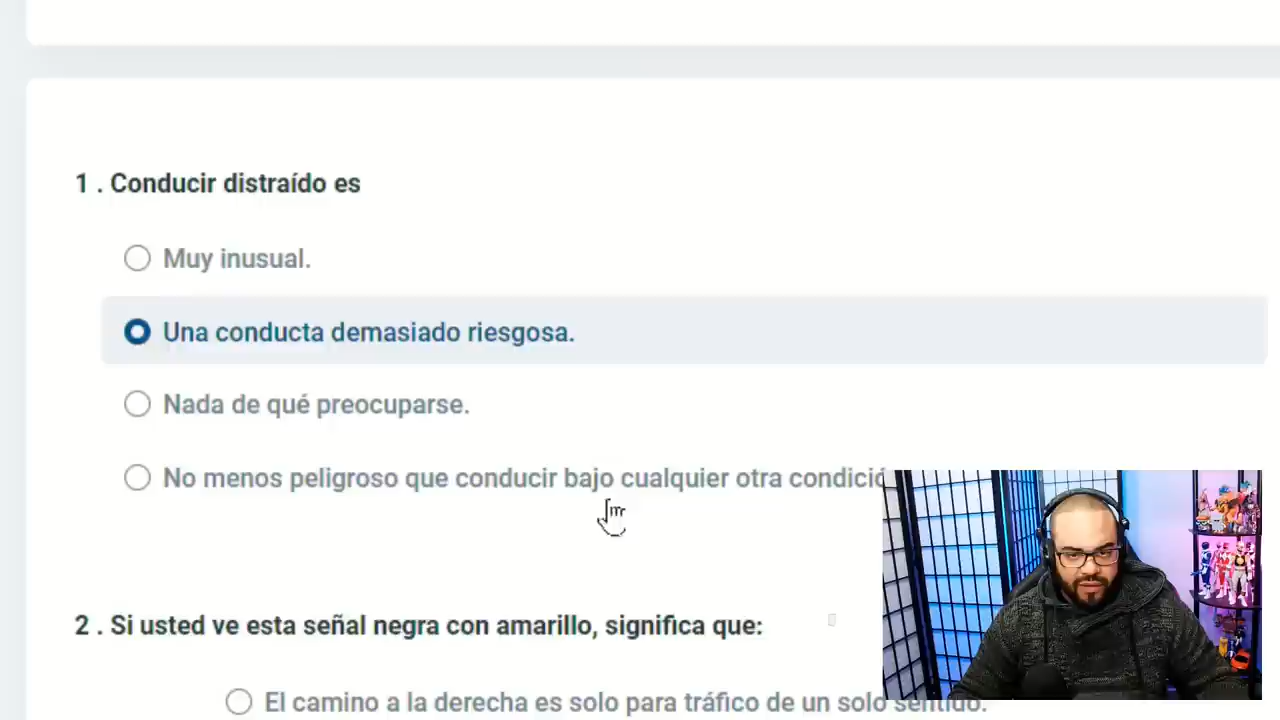 1 . Conducir distraído es
Muy inusual.
Una conducta demasiado riesgosa.
Nada de qué preocuparse.
No menos peligroso que conducir bajo cualquier otra
2 . Si usted ve esta señal negra con amarillo, significa que:
El camino a la derecha es solo para tráfico de un solo sentido.